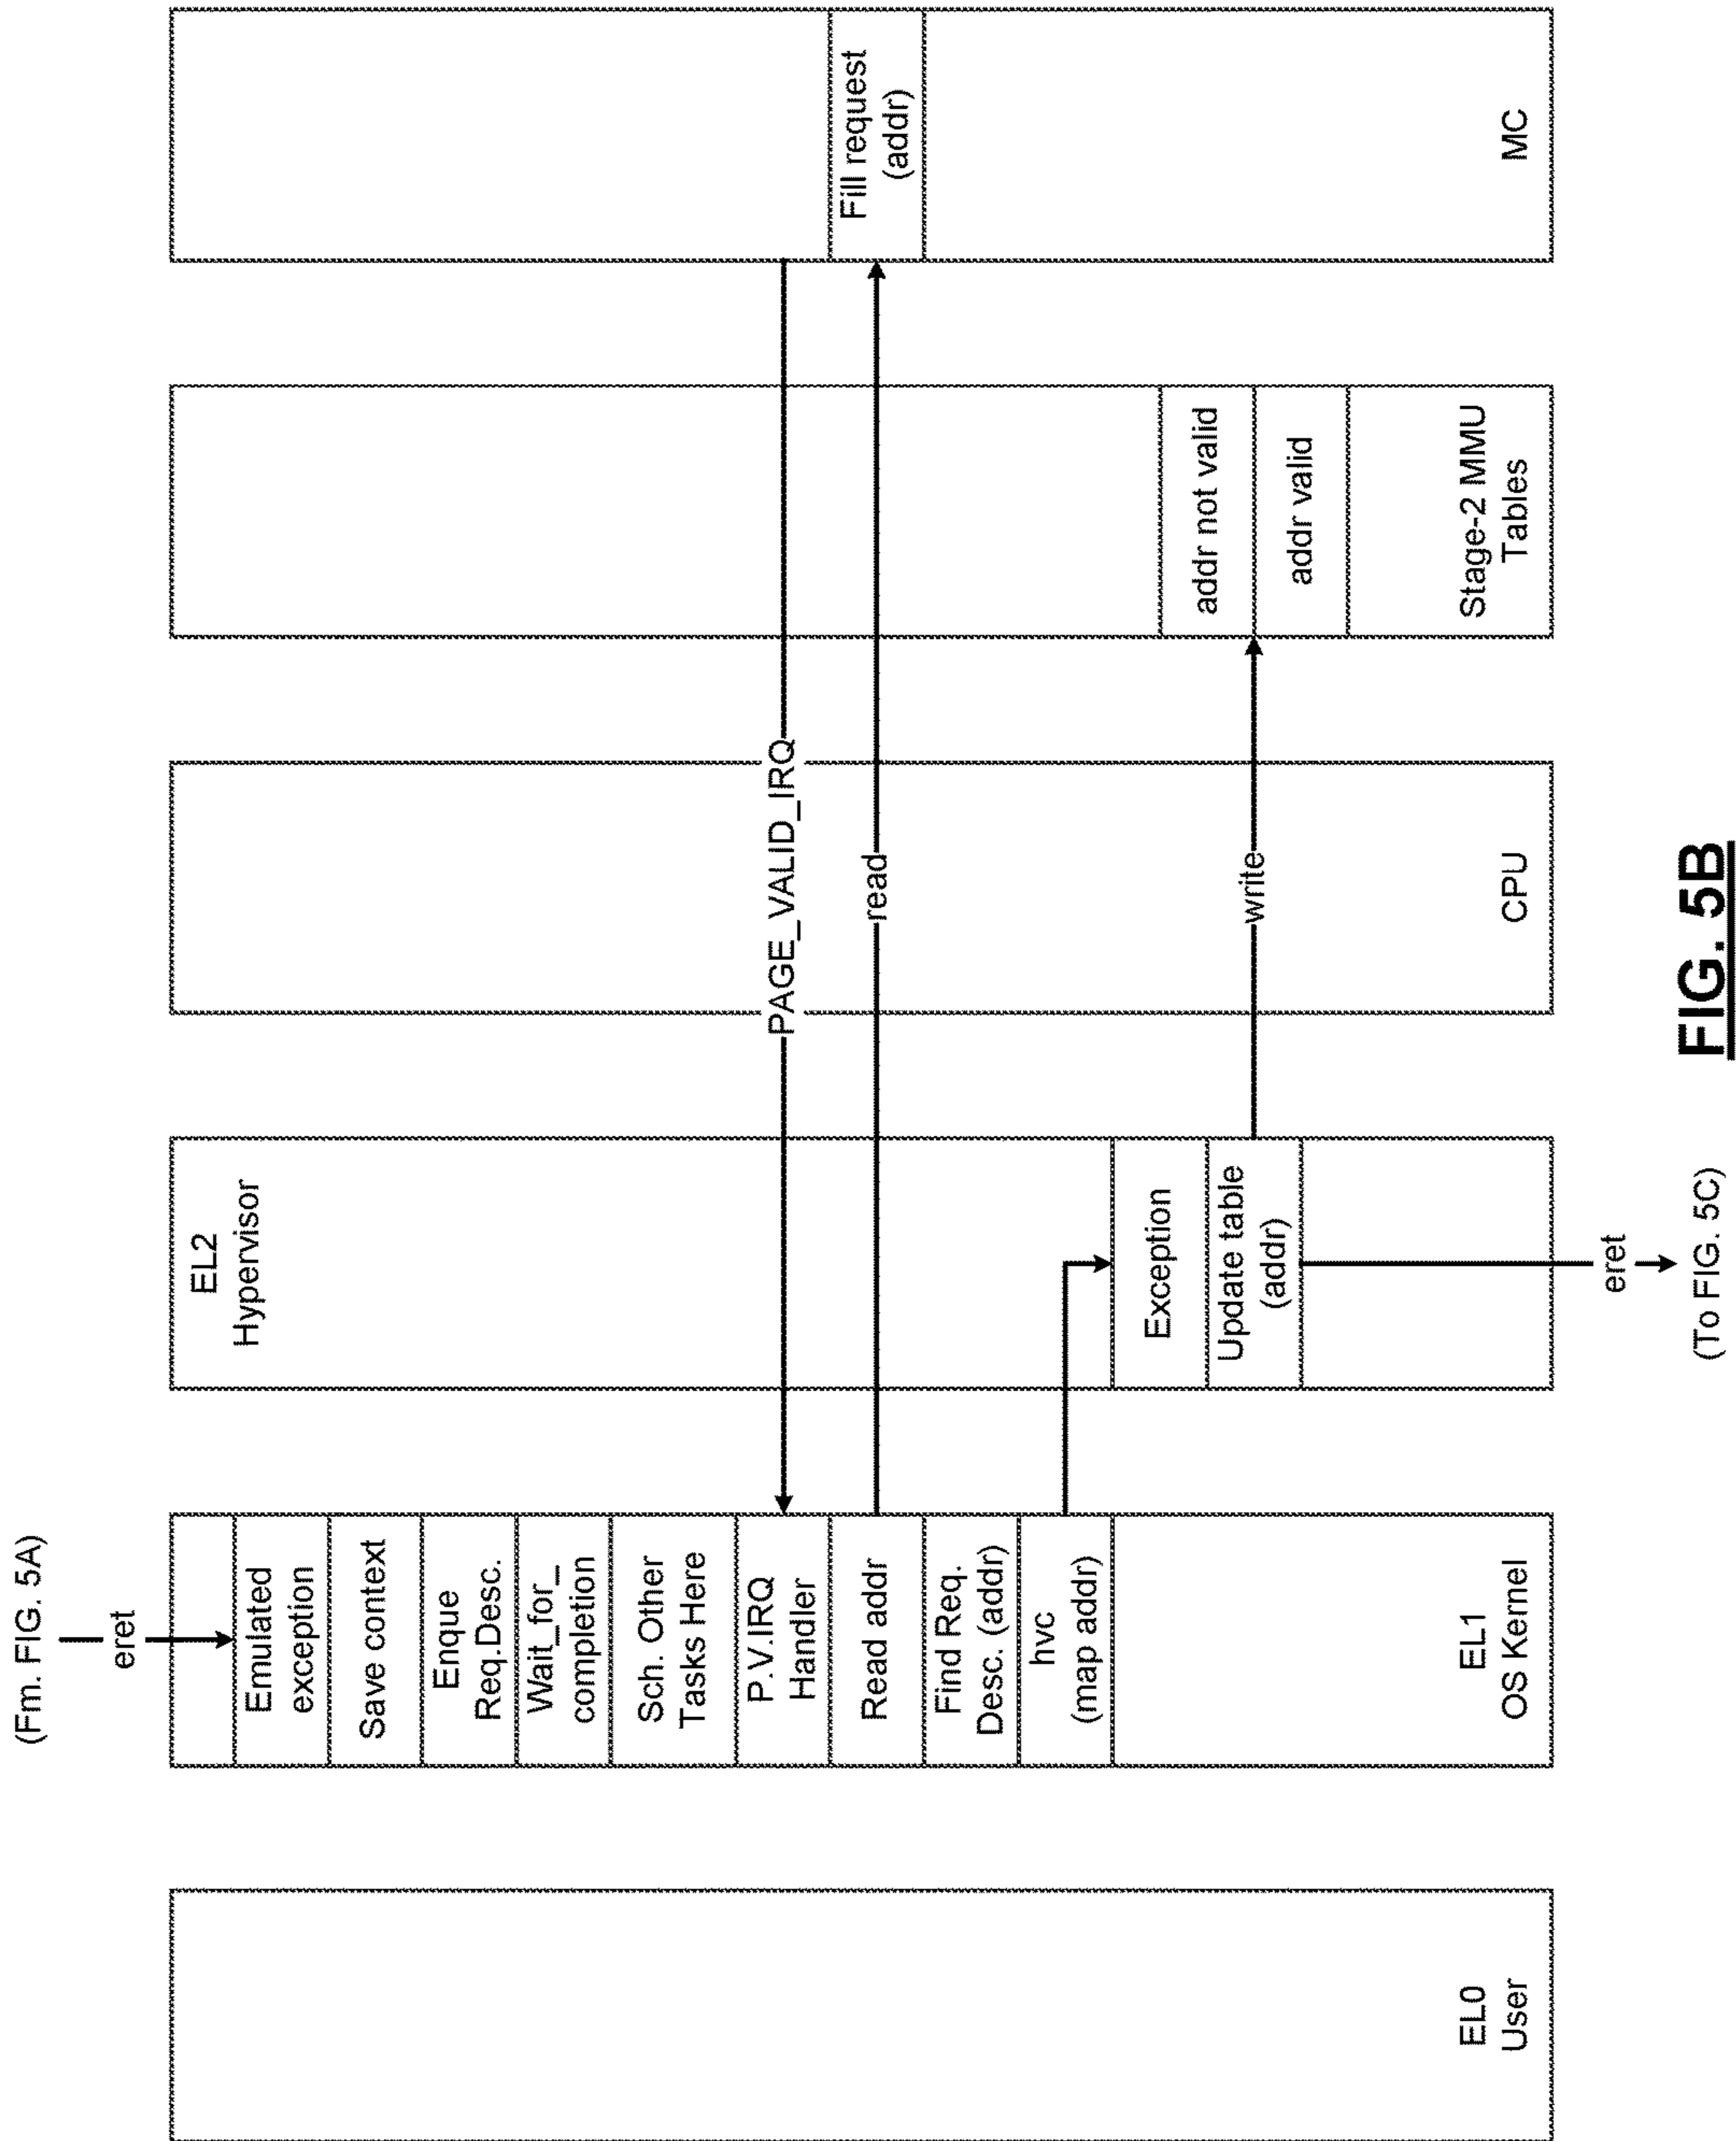 (Fm. FIG. 5A)
eret
EL0
User
Emulated
exception
Save context
Enque
Req.Desc.
Wait_for_
completion
Sch. Other
Tasks Here
P.V.IRQ
Handler
Read addr
Find Req.
Desc. (addr)
hvc
(map addr)
EL1
OS Kernel
EL2
Hypervisor
Exception
Update table
(addr)
eret
(To FIG. 5C)
PAGE_VALID_IRQ
read
write
CPU
addr not valid
addr valid
Stage-2 MMU
Tables
Fill request
(addr)
MC
FIG. 5B